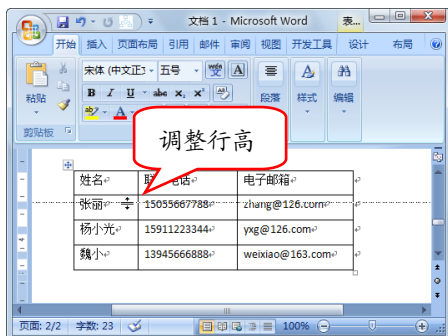 文档 1 - Microsoft Word
表...
开始 插入 页面布局 引用 邮件 审阅 视图 开发工具 设计 布局
宋体 (中文正: 五号 wén 文 A
B I U abc X₂ X²
粘贴 段落 样式 编辑
剪贴板
调整行高
姓名 电话 电子邮箱
张丽 15055667788 zhang@126.com
杨小光 15911223344 yxg@126.com
魏小 13945666888 weixiao@163.com
页面: 2/2 字数: 23 100%